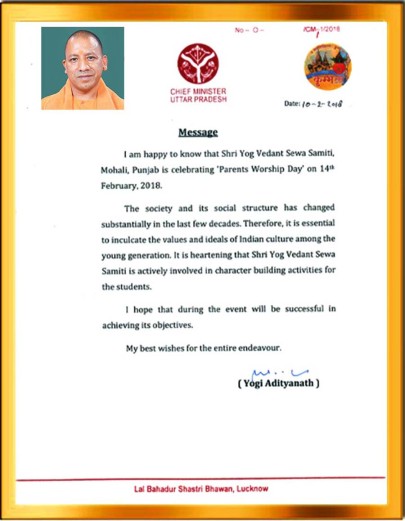 No – O – /CM/1/2018
CHIEF MINISTER
UTTAR PRADESH
Date: 10-2-2018
Message
I am happy to know that Shri Yog Vedant Sewa Samiti,
Mohali, Punjab is celebrating 'Parents Worship Day' on 14th
February, 2018.
The society and its social structure has changed
substantially in the last few decades. Therefore, it is essential
to inculcate the values and ideals of Indian culture among the
young generation. It is heartening that Shri Yog Vedant Sewa
Samiti is actively involved in character building activities for
the students.
I hope that during the event will be successful in
achieving its objectives.
My best wishes for the entire endeavour.
( Yogi Adityanath )
Lal Bahadur Shastri Bhawan, Lucknow